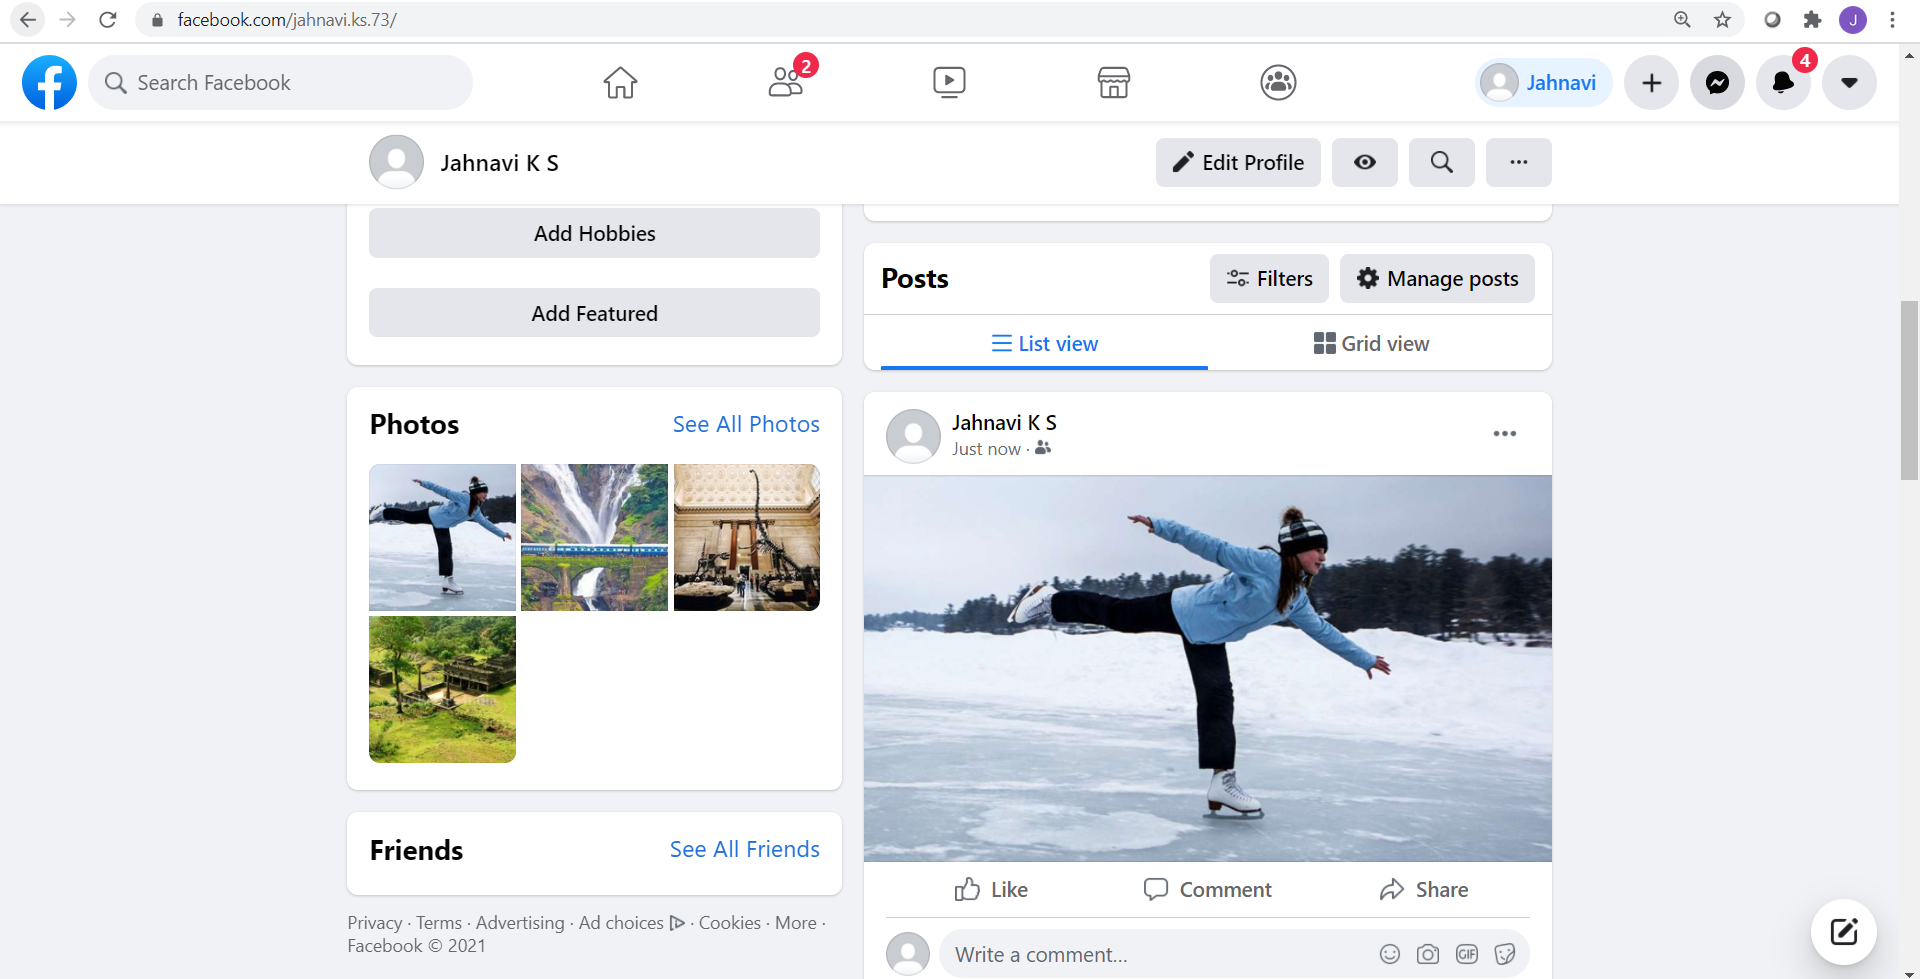 facebook.com/jahnavi.ks.73/
J
Search Facebook
2
Jahnavi
4
Jahnavi K S
Edit Profile
Add Hobbies
Add Featured
Photos
See All Photos
Friends
See All Friends
Privacy · Terms · Advertising · Ad choices · Cookies · More ·
Facebook © 2021
Posts
Filters
Manage posts
List view
Grid view
Jahnavi K S
Just now ·
Like
Comment
Share
Write a comment...
GIF